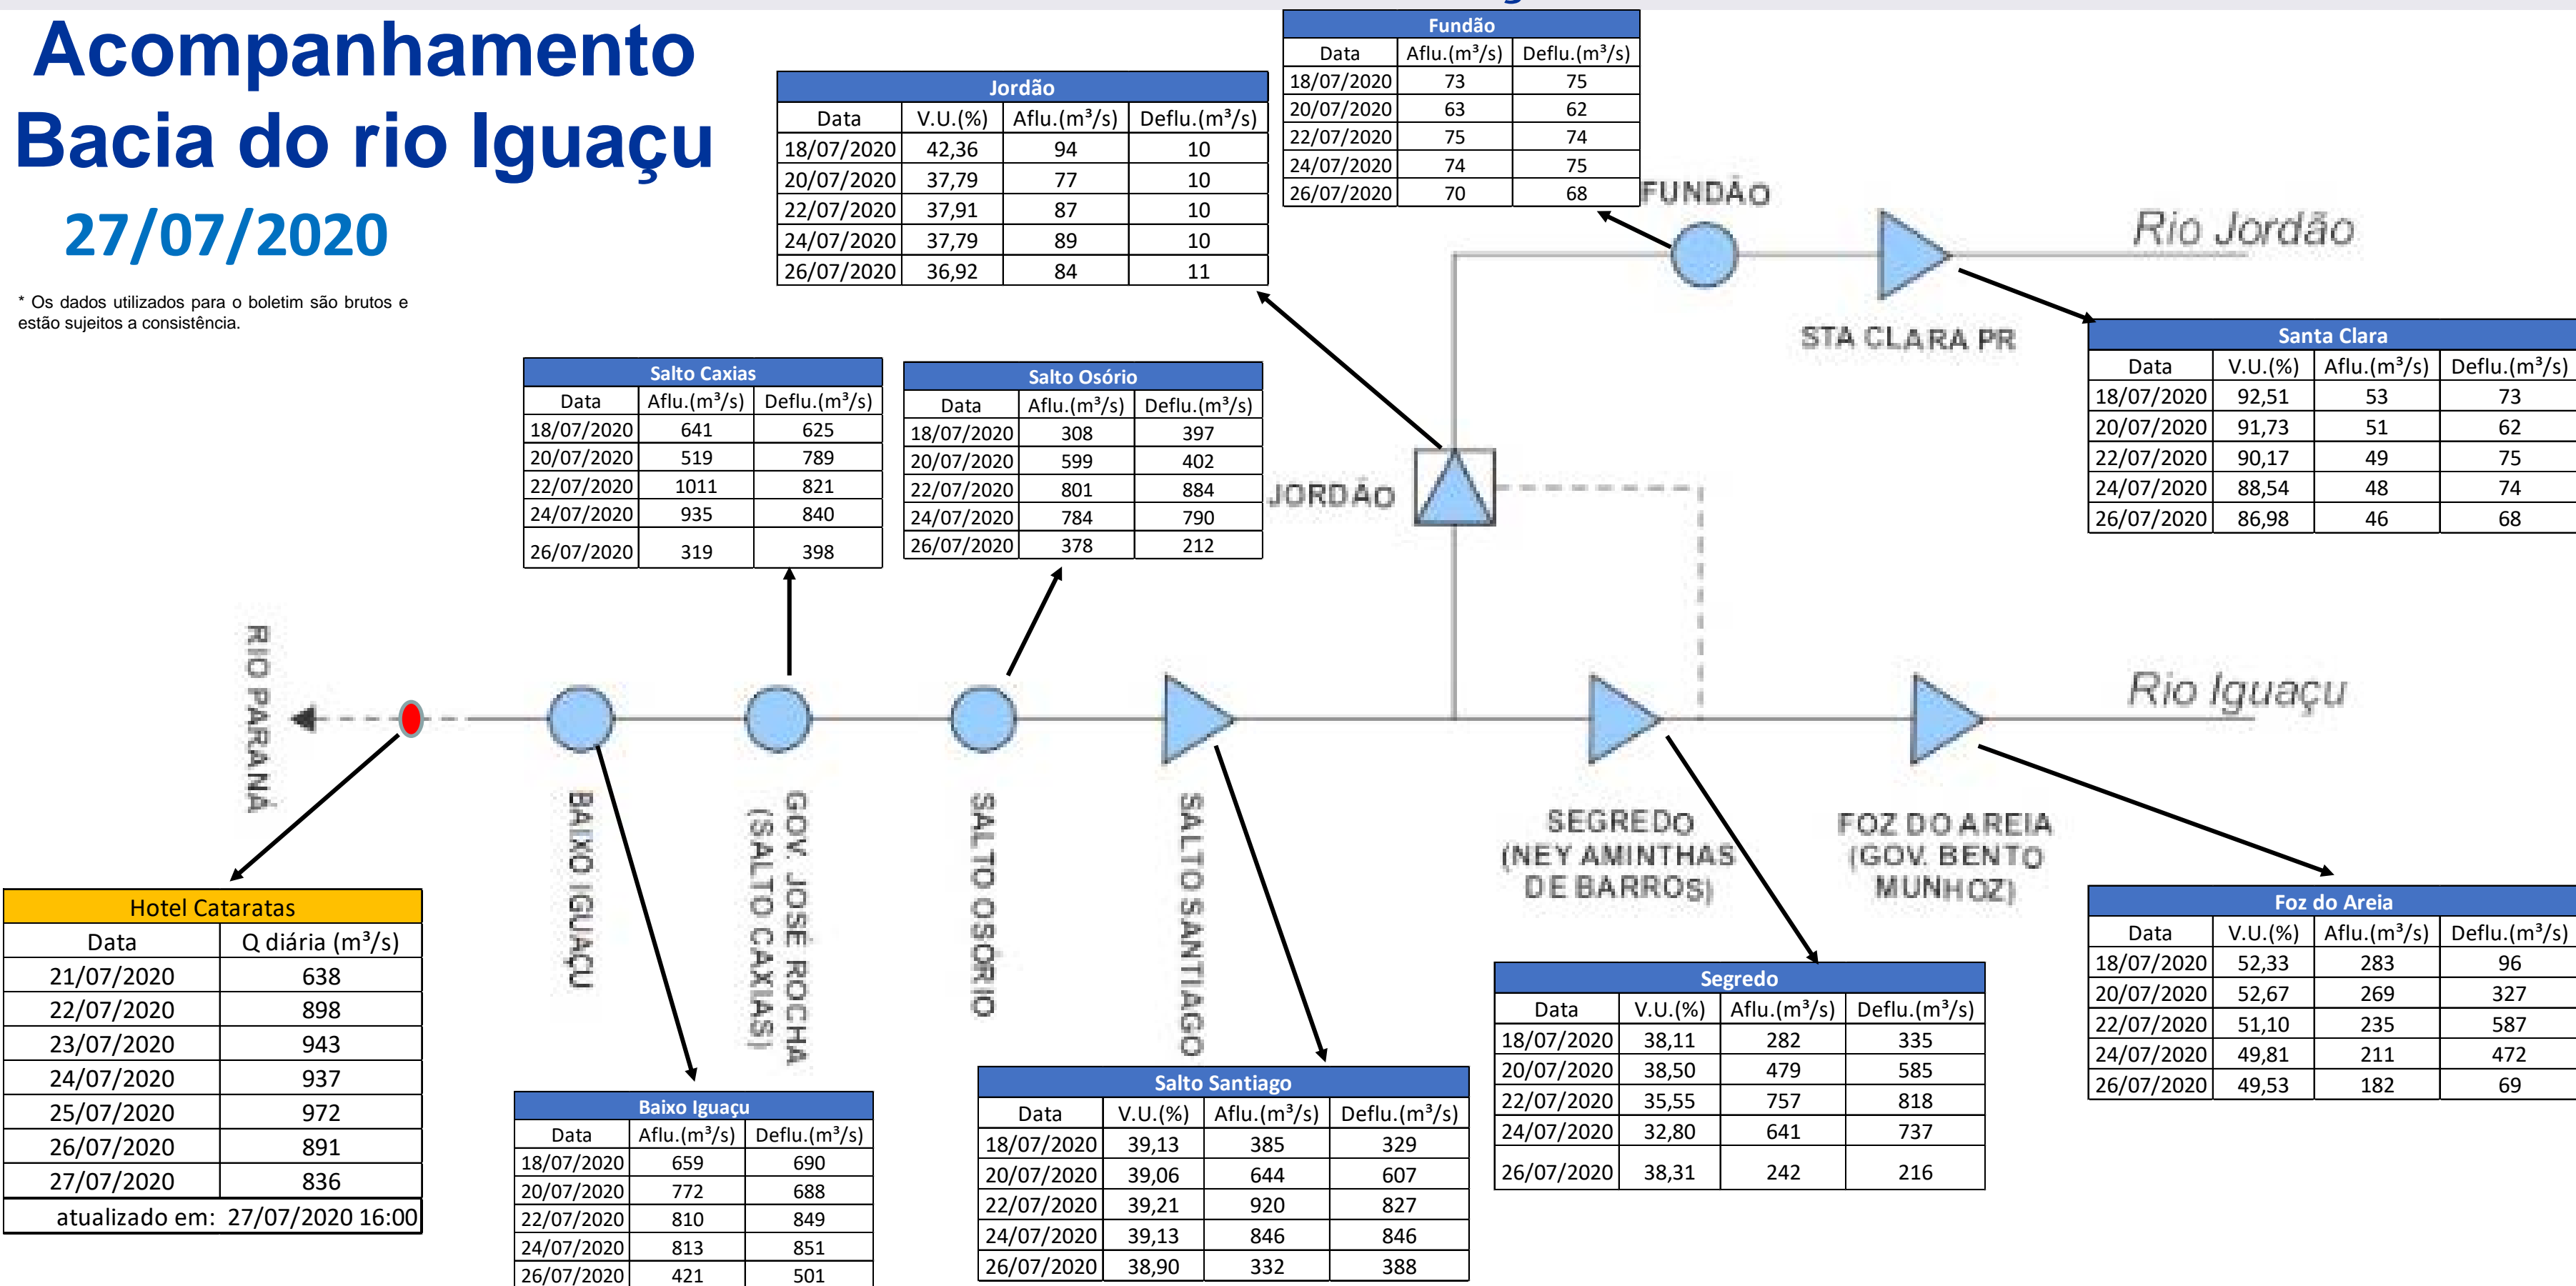 Acompanhamento
Bacia do rio Iguaçu
27/07/2020
* Os dados utilizados para o boletim são brutos e
estão sujeitos a consistência.
Jordão
Data V.U.(%) Aflu.(m³/s) Deflu.(m³/s)
18/07/2020 42,36 94 10
20/07/2020 37,79 77 10
22/07/2020 37,91 87 10
24/07/2020 37,79 89 10
26/07/2020 36,92 84 11
Fundão
Data Aflu.(m³/s) Deflu.(m³/s)
18/07/2020 73 75
20/07/2020 63 62
22/07/2020 75 74
24/07/2020 74 75
26/07/2020 70 68
FUNDÃO
Rio Jordão
STA CLARA PR
Santa Clara
Data V.U.(%) Aflu.(m³/s) Deflu.(m³/s)
18/07/2020 92,51 53 73
20/07/2020 91,73 51 62
22/07/2020 90,17 49 75
24/07/2020 88,54 48 74
26/07/2020 86,98 46 68
Salto Caxias
Data Aflu.(m³/s) Deflu.(m³/s)
18/07/2020 641 625
20/07/2020 519 789
22/07/2020 1011 821
24/07/2020 935 840
26/07/2020 319 398
Salto Osório
Data Aflu.(m³/s) Deflu.(m³/s)
18/07/2020 308 397
20/07/2020 599 402
22/07/2020 801 884
24/07/2020 784 790
26/07/2020 378 212
JORDÃO
RIO PARANÁ
BAIXO IGUAÇU
GOV. JOSÉ ROCHA
(SALTO CAXIAS)
SALTO OSÓRIO
SALTO SANTIAGO
SEGREDO
(NEY AMINTHAS
DE BARROS)
FOZ DO AREIA
(GOV. BENTO
MUNHOZ)
Rio Iguaçu
Hotel Cataratas
Data Q diária (m³/s)
21/07/2020 638
22/07/2020 898
23/07/2020 943
24/07/2020 937
25/07/2020 972
26/07/2020 891
27/07/2020 836
atualizado em: 27/07/2020 16:00
Baixo Iguaçu
Data Aflu.(m³/s) Deflu.(m³/s)
18/07/2020 659 690
20/07/2020 772 688
22/07/2020 810 849
24/07/2020 813 851
26/07/2020 421 501
Salto Santiago
Data V.U.(%) Aflu.(m³/s) Deflu.(m³/s)
18/07/2020 39,13 385 329
20/07/2020 39,06 644 607
22/07/2020 39,21 920 827
24/07/2020 39,13 846 846
26/07/2020 38,90 332 388
Segredo
Data V.U.(%) Aflu.(m³/s) Deflu.(m³/s)
18/07/2020 38,11 282 335
20/07/2020 38,50 479 585
22/07/2020 35,55 757 818
24/07/2020 32,80 641 737
26/07/2020 38,31 242 216
Foz do Areia
Data V.U.(%) Aflu.(m³/s) Deflu.(m³/s)
18/07/2020 52,33 283 96
20/07/2020 52,67 269 327
22/07/2020 51,10 235 587
24/07/2020 49,81 211 472
26/07/2020 49,53 182 69